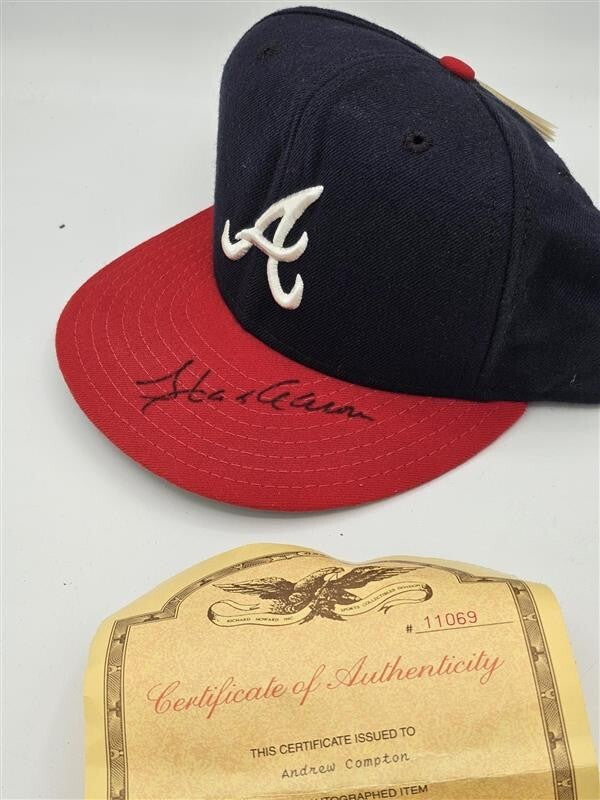 A
Hank Aaron
RICHARD HOWARD INC.
SPORTS COLLECTIBLES DIVISION
# 11069
Certificate of Authenticity
THIS CERTIFICATE ISSUED TO
Andrew Compton
AUTOGRAPHED ITEM